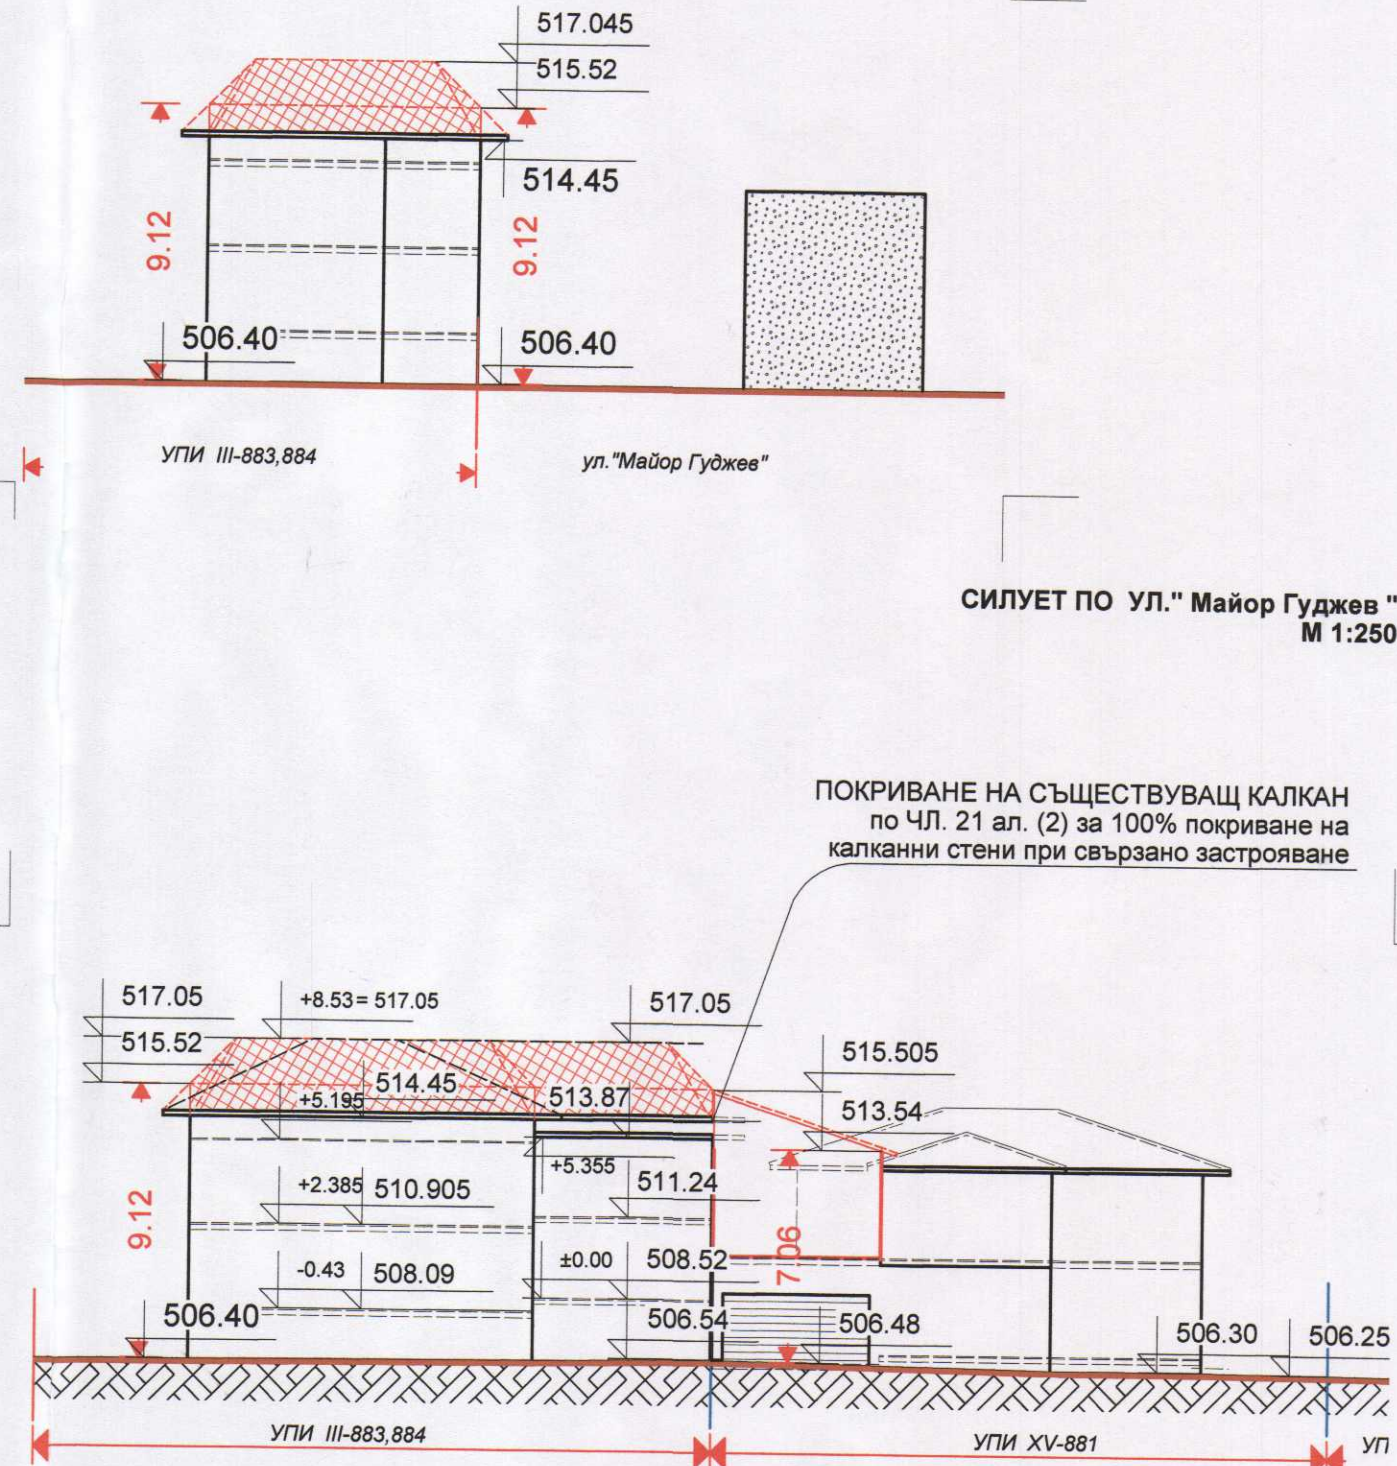 517.045
515.52
514.45
9.12
9.12
506.40
506.40
УПИ III-883,884
ул."Майор Гуджев"
СИЛУЕТ ПО УЛ." Майор Гуджев "
М 1:250
ПОКРИВАНЕ НА СЪЩЕСТВУВАЩ КАЛКАН
по ЧЛ. 21 ал. (2) за 100% покриване на
калканни стени при свързано застрояване
517.05
+8.53= 517.05
517.05
515.52
515.505
514.45
+5.195
513.87
513.54
+5.355
+2.385 510.905
511.24
9.12
7.06
-0.43 508.09
±0.00 508.52
506.40
506.54
506.48
506.30
506.25
УПИ III-883,884
УПИ XV-881
УП